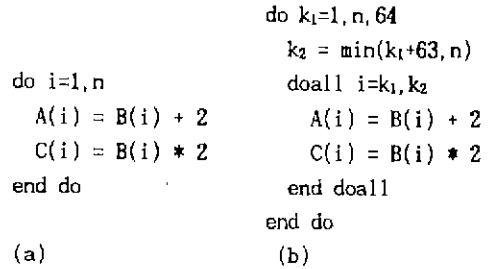 do i=1,n
A(i) = B(i) + 2
C(i) = B(i) * 2
end do
(a)
do k₁=1,n,64
k₂ = min(k₁+63,n)
doall i=k₁,k₂
A(i) = B(i) + 2
C(i) = B(i) * 2
end doall
end do
(b)